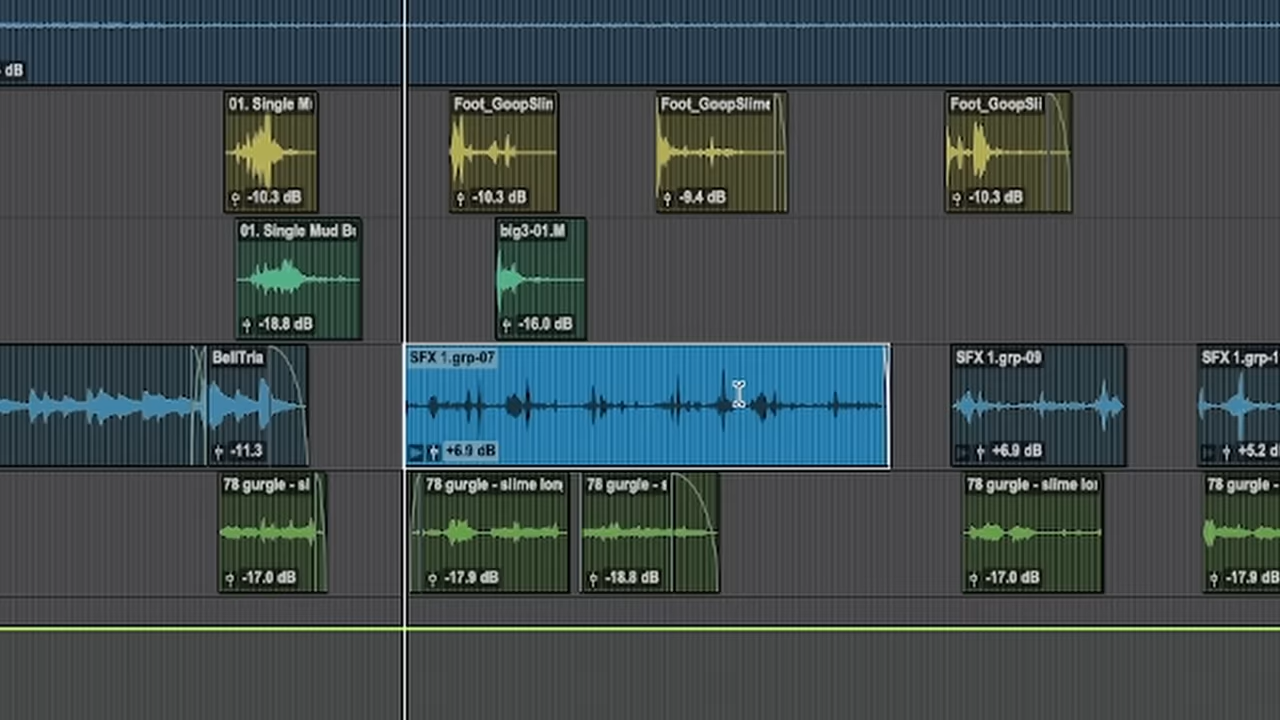 dB
01. Single M
Foot_GoopSlin
Foot_GoopSlime
Foot_GoopSli
-10.3 dB
-10.3 dB
-9.4 dB
-10.3 dB
01. Single Mud B
big3-01.M
-18.8 dB
-16.0 dB
BellTria
SFX 1.grp-07
SFX 1.grp-09
SFX 1.grp-1
-11.3
+6.9 dB
+6.9 dB
+5.2 d
78 gurgle - sl
78 gurgle - slime lon
78 gurgle - s
78 gurgle - slime lo
78 gurgle -
-17.0 dB
-17.9 dB
-18.8 dB
-17.0 dB
-17.9 dB